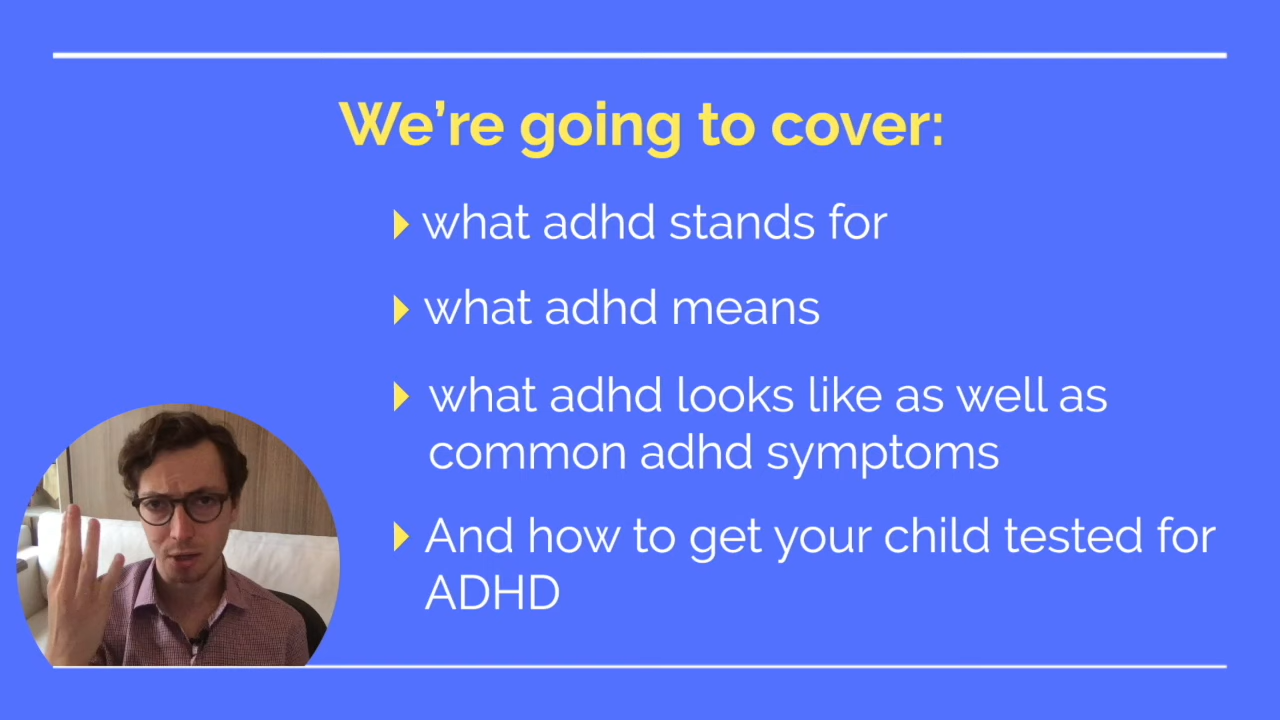 We're going to cover:
what adhd stands for
what adhd means
what adhd looks like as well as
common adhd symptoms
And how to get your child tested for
ADHD